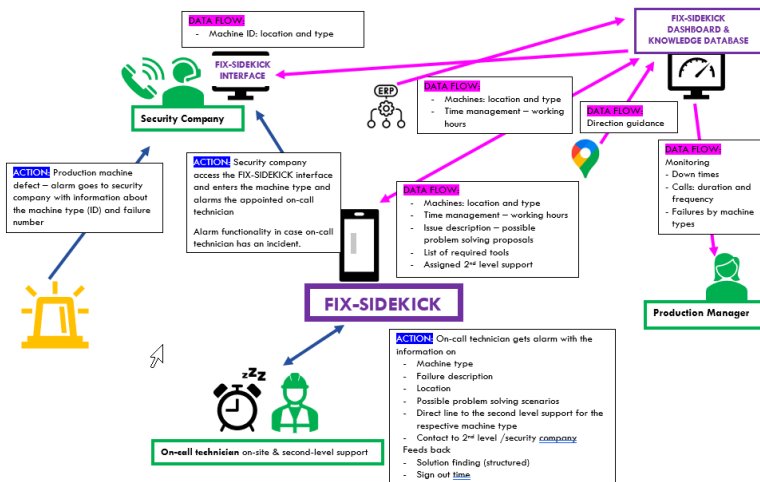 DATA FLOW:
- Machine ID: location and type
FIX-SIDEKICK
INTERFACE
Security Company
FIX-SIDEKICK
DASHBOARD &
KNOWLEDGE DATABASE
ERP
DATA FLOW:
- Machines: location and type
- Time management – working
hours
DATA FLOW:
Direction guidance
DATA FLOW:
Monitoring
- Down times
- Calls: duration and
frequency
- Failures by machine
types
Production Manager
ACTION: Production machine
defect – alarm goes to security
company with information about
the machine type (ID) and failure
number
ACTION: Security company
access the FIX-SIDEKICK interface
and enters the machine type and
alarms the appointed on-call
technician
Alarm functionality in case on-call
technician has an incident.
DATA FLOW:
- Machines: location and type
- Time management – working hours
- Issue description – possible
problem solving proposals
- List of required tools
- Assigned 2nd level support
FIX-SIDEKICK
zzZ
On-call technician on-site & second-level support
ACTION: On-call technician gets alarm with the
information on
- Machine type
- Failure description
- Location
- Possible problem solving scenarios
- Direct line to the second level support for the
respective machine type
- Contact to 2nd level /security company
Feeds back
- Solution finding (structured)
- Sign out time